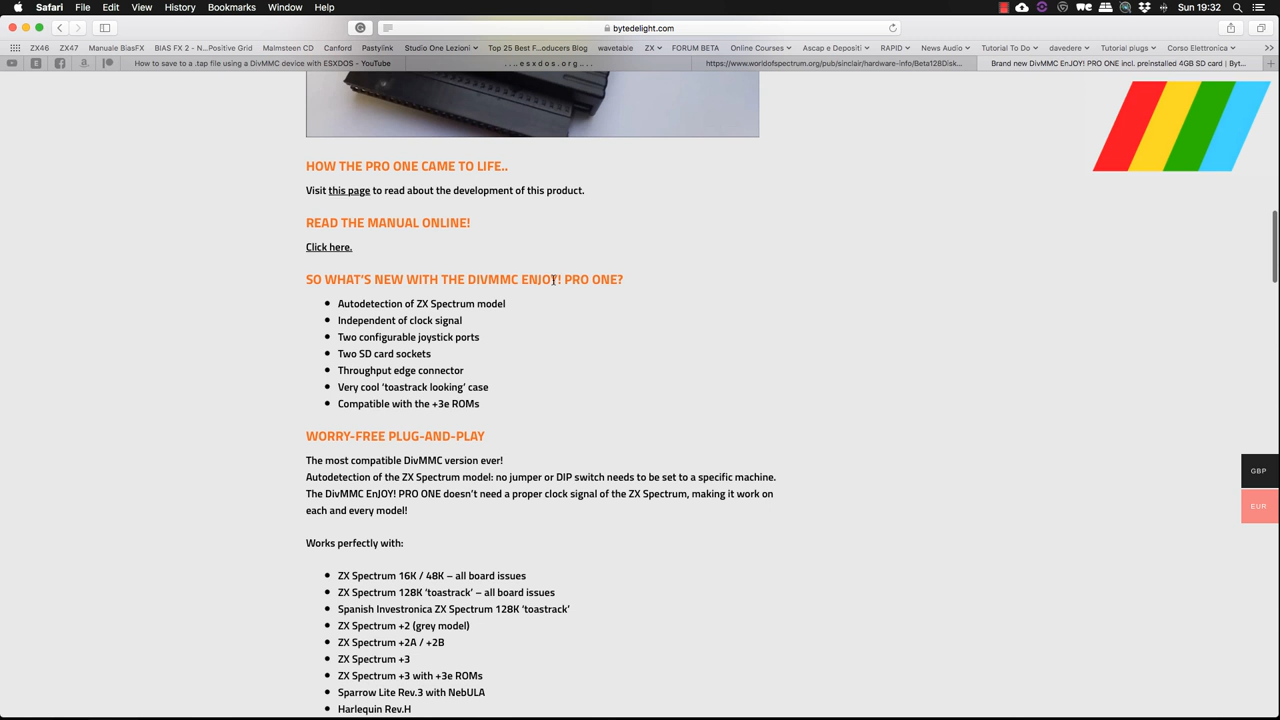 Safari File Edit View History Bookmarks Window Help Sun 19:32
bytedelight.com
ZX46 ZX47 Manuale BiasFX BIAS FX 2 – N...Positive Grid Malmsteen CD Canford Pastylink Studio One Lezioni Top 25 Best F...oducers Blog wavetable ZX FORUM BETA Online Courses Ascap e Depositi RAPID News Audio Tutorial To Do davedere Tutorial plugs Corso Elettronica
How to save to a .tap file using a DivMMC device with ESXDOS - YouTube . . . . e s x d o s . o r g . . . . https://www.worldofspectrum.org/pub/sinclair/hardware-info/Beta128Disk... Brand new DivMMC EnJOY! PRO ONE incl. preinstalled 4GB SD card | Byt...
HOW THE PRO ONE CAME TO LIFE..
Visit this page to read about the development of this product.
READ THE MANUAL ONLINE!
Click here.
SO WHAT'S NEW WITH THE DIVMMC ENJOY! PRO ONE?
• Autodetection of ZX Spectrum model
• Independent of clock signal
• Two configurable joystick ports
• Two SD card sockets
• Throughput edge connector
• Very cool ‘toastrack looking’ case
• Compatible with the +3e ROMs
WORRY-FREE PLUG-AND-PLAY
The most compatible DivMMC version ever!
Autodetection of the ZX Spectrum model: no jumper or DIP switch needs to be set to a specific machine.
The DivMMC EnJOY! PRO ONE doesn’t need a proper clock signal of the ZX Spectrum, making it work on
each and every model!
GBP
EUR
Works perfectly with:
• ZX Spectrum 16K / 48K – all board issues
• ZX Spectrum 128K ‘toastrack’ – all board issues
• Spanish Investronica ZX Spectrum 128K ‘toastrack’
• ZX Spectrum +2 (grey model)
• ZX Spectrum +2A / +2B
• ZX Spectrum +3
• ZX Spectrum +3 with +3e ROMs
• Sparrow Lite Rev.3 with NebULA
• Harlequin Rev.H